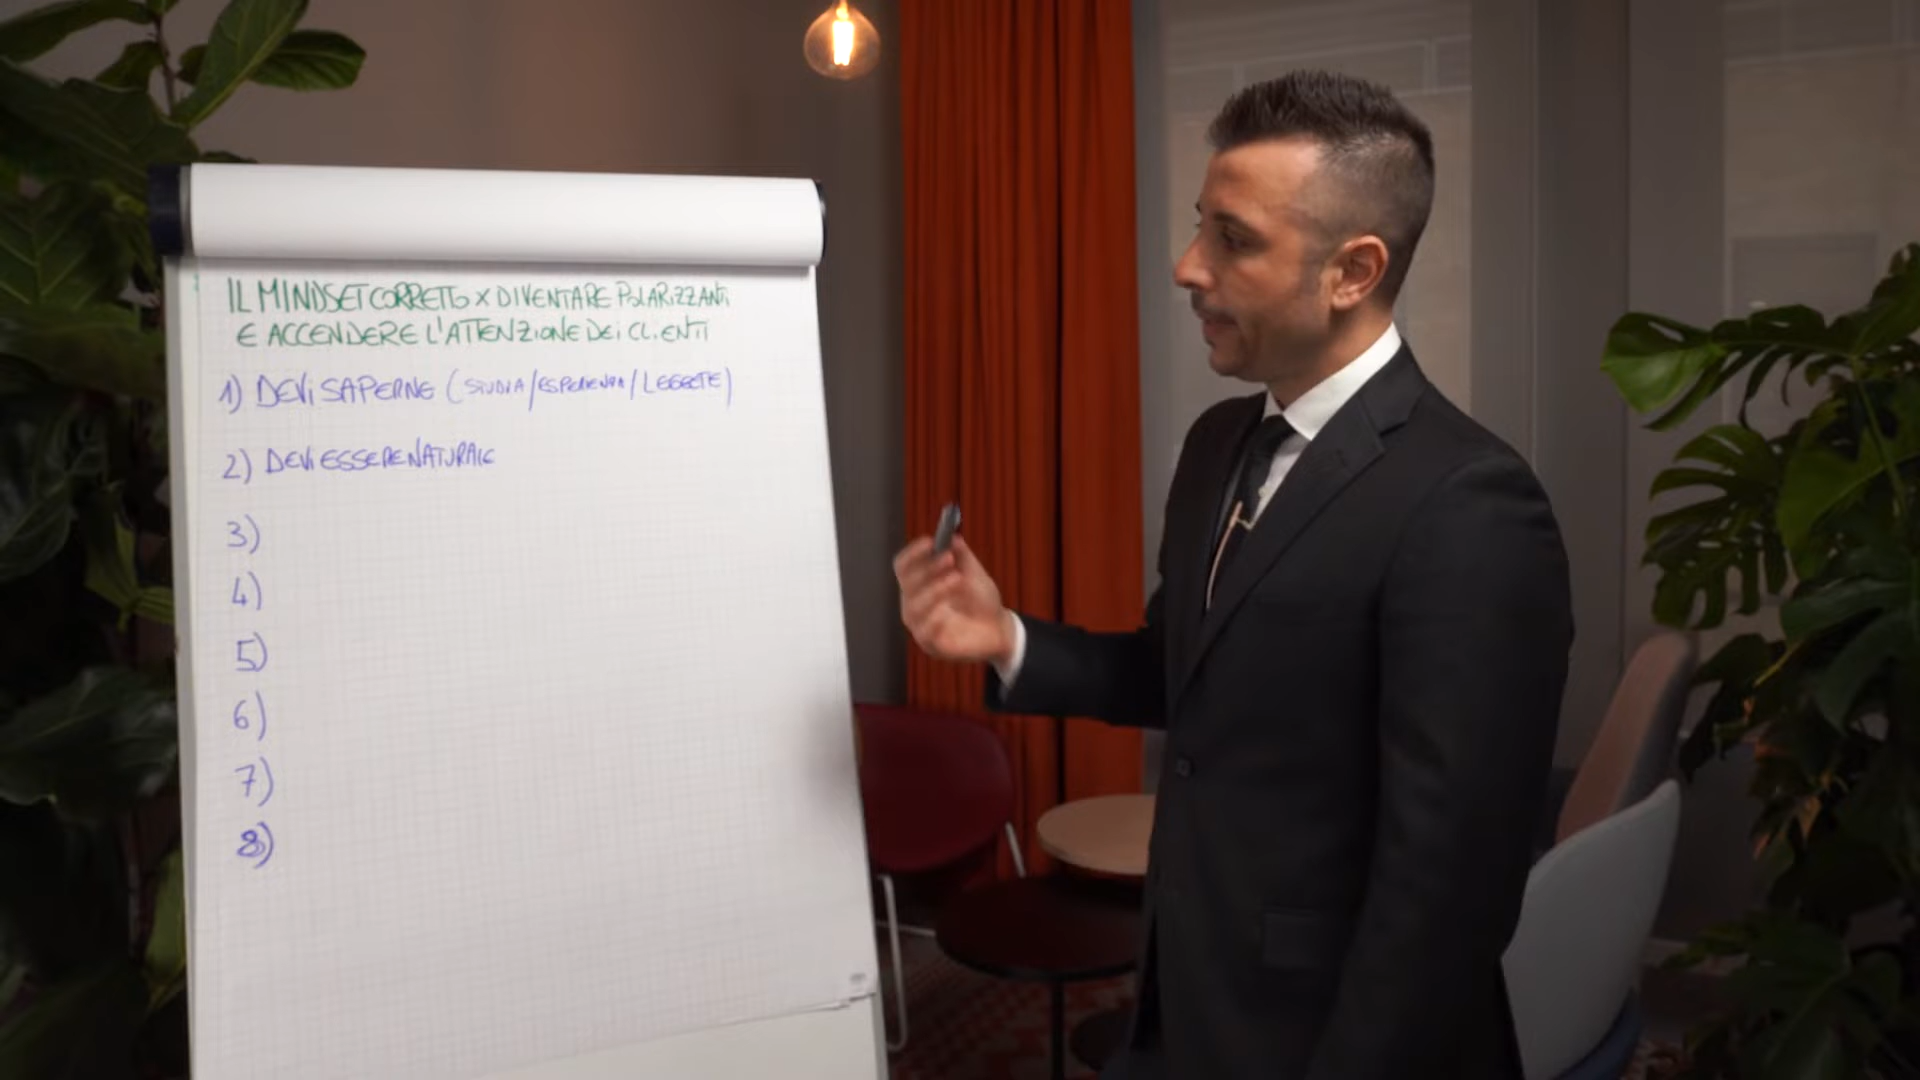 IL MINDSET CORRETTO X DIVENTARE POLARIZZANTI
E ACCENDERE L'ATTENZIONE DEI CLIENTI
1) DEVI SAPERNE (STUDIA/ESPERIENZA/LEGGETE)
2) DEVI ESSERE NATURALE
3)
4)
5)
6)
7)
8)